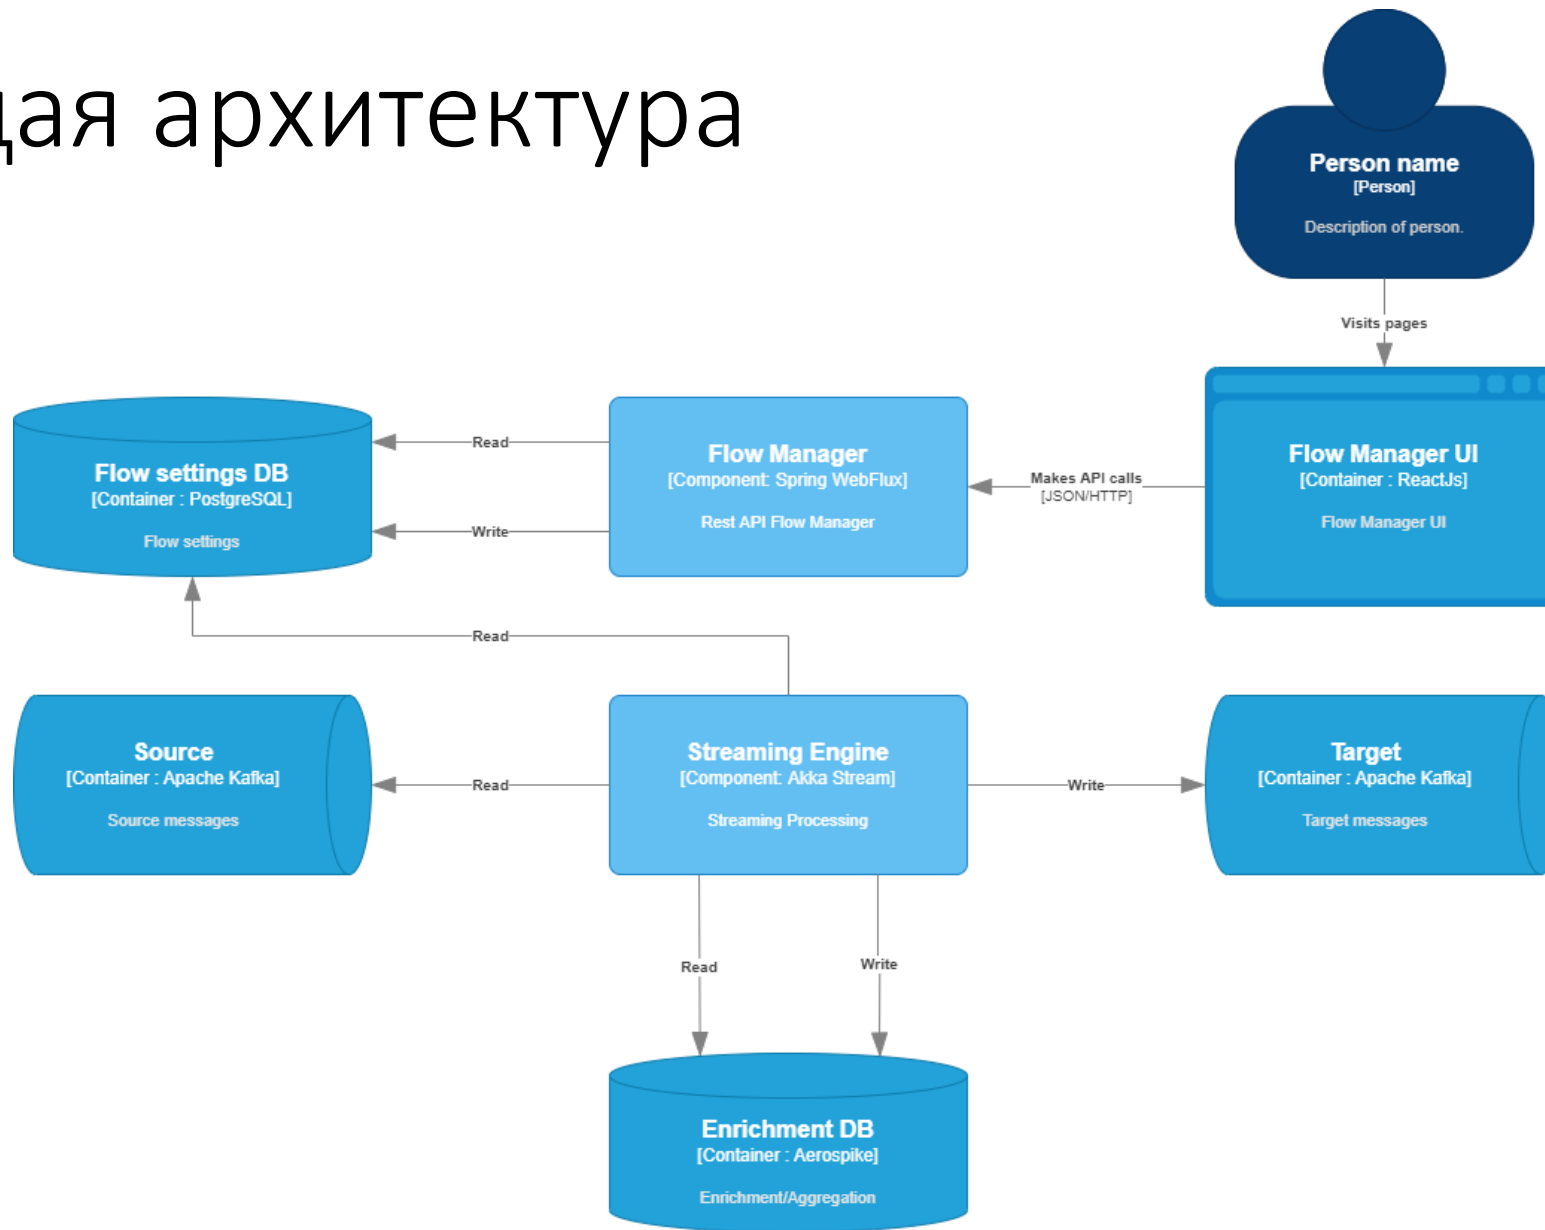 щая архитектура
Person name
[Person]
Description of person.
Visits pages
Flow settings DB
[Container : PostgreSQL]
Flow settings
Read
Write
Flow Manager
[Component: Spring WebFlux]
Rest API Flow Manager
Makes API calls
[JSON/HTTP]
Flow Manager UI
[Container : ReactJs]
Flow Manager UI
Read
Source
[Container : Apache Kafka]
Source messages
Read
Streaming Engine
[Component: Akka Stream]
Streaming Processing
Write
Target
[Container : Apache Kafka]
Target messages
Read
Write
Enrichment DB
[Container : Aerospike]
Enrichment/Aggregation